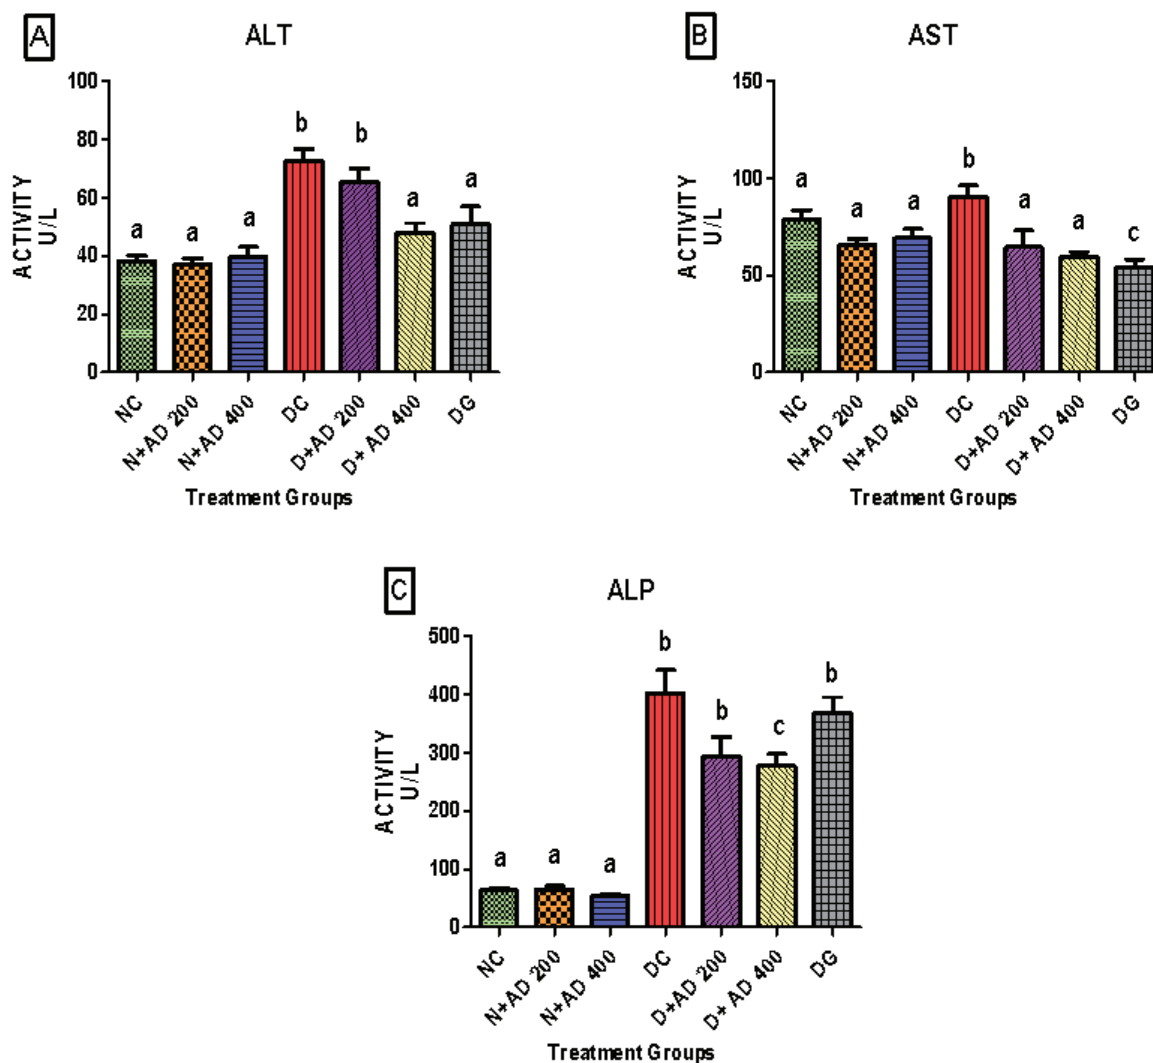 A
ALT
100
80
60
40
20
0
ACTIVITY
U/L
a
a
a
b
b
a
a
NC
N+AD 200
N+AD 400
DC
D+AD 200
D+ AD 400
DG
Treatment Groups
B
AST
150
100
50
0
ACTIVITY
U/L
a
a
a
b
a
a
c
NC
N+AD 200
N+AD 400
DC
D+AD 200
D+ AD 400
DG
Treatment Groups
C
ALP
500
400
300
200
100
0
ACTIVITY
U/L
a
a
a
b
b
c
b
NC
N+AD 200
N+AD 400
DC
D+AD 200
D+ AD 400
DG
Treatment Groups